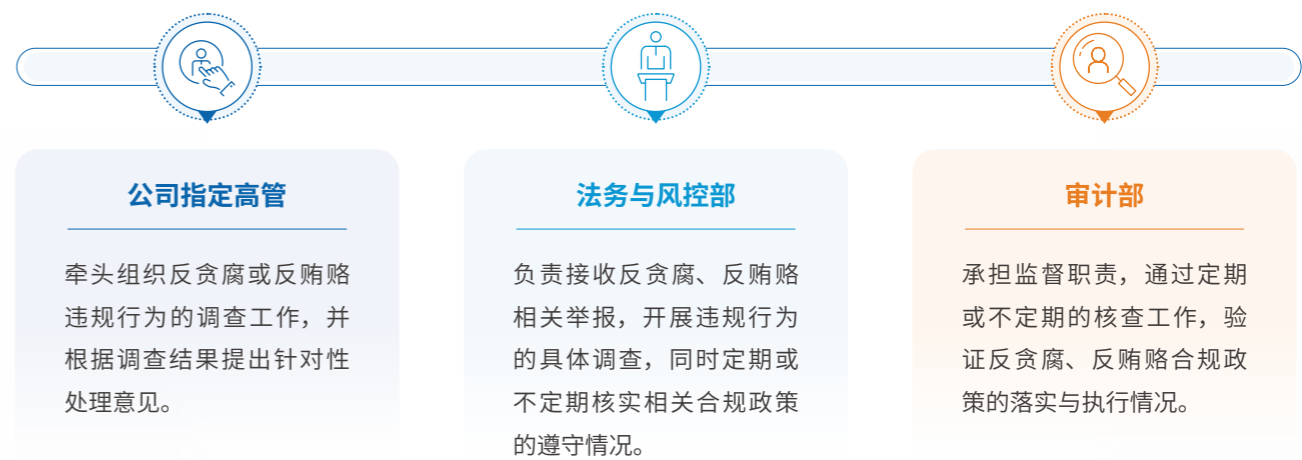 公司指定高管
牵头组织反贪腐或反贿赂
违规行为的调查工作，并
根据调查结果提出针对性
处理意见。
法务与风控部
负责接收反贪腐、反贿赂
相关举报，开展违规行为
的具体调查，同时定期或
不定期核实相关合规政策
的遵守情况。
审计部
承担监督职责，通过定期
或不定期的核查工作，验
证反贪腐、反贿赂合规政
策的落实与执行情况。